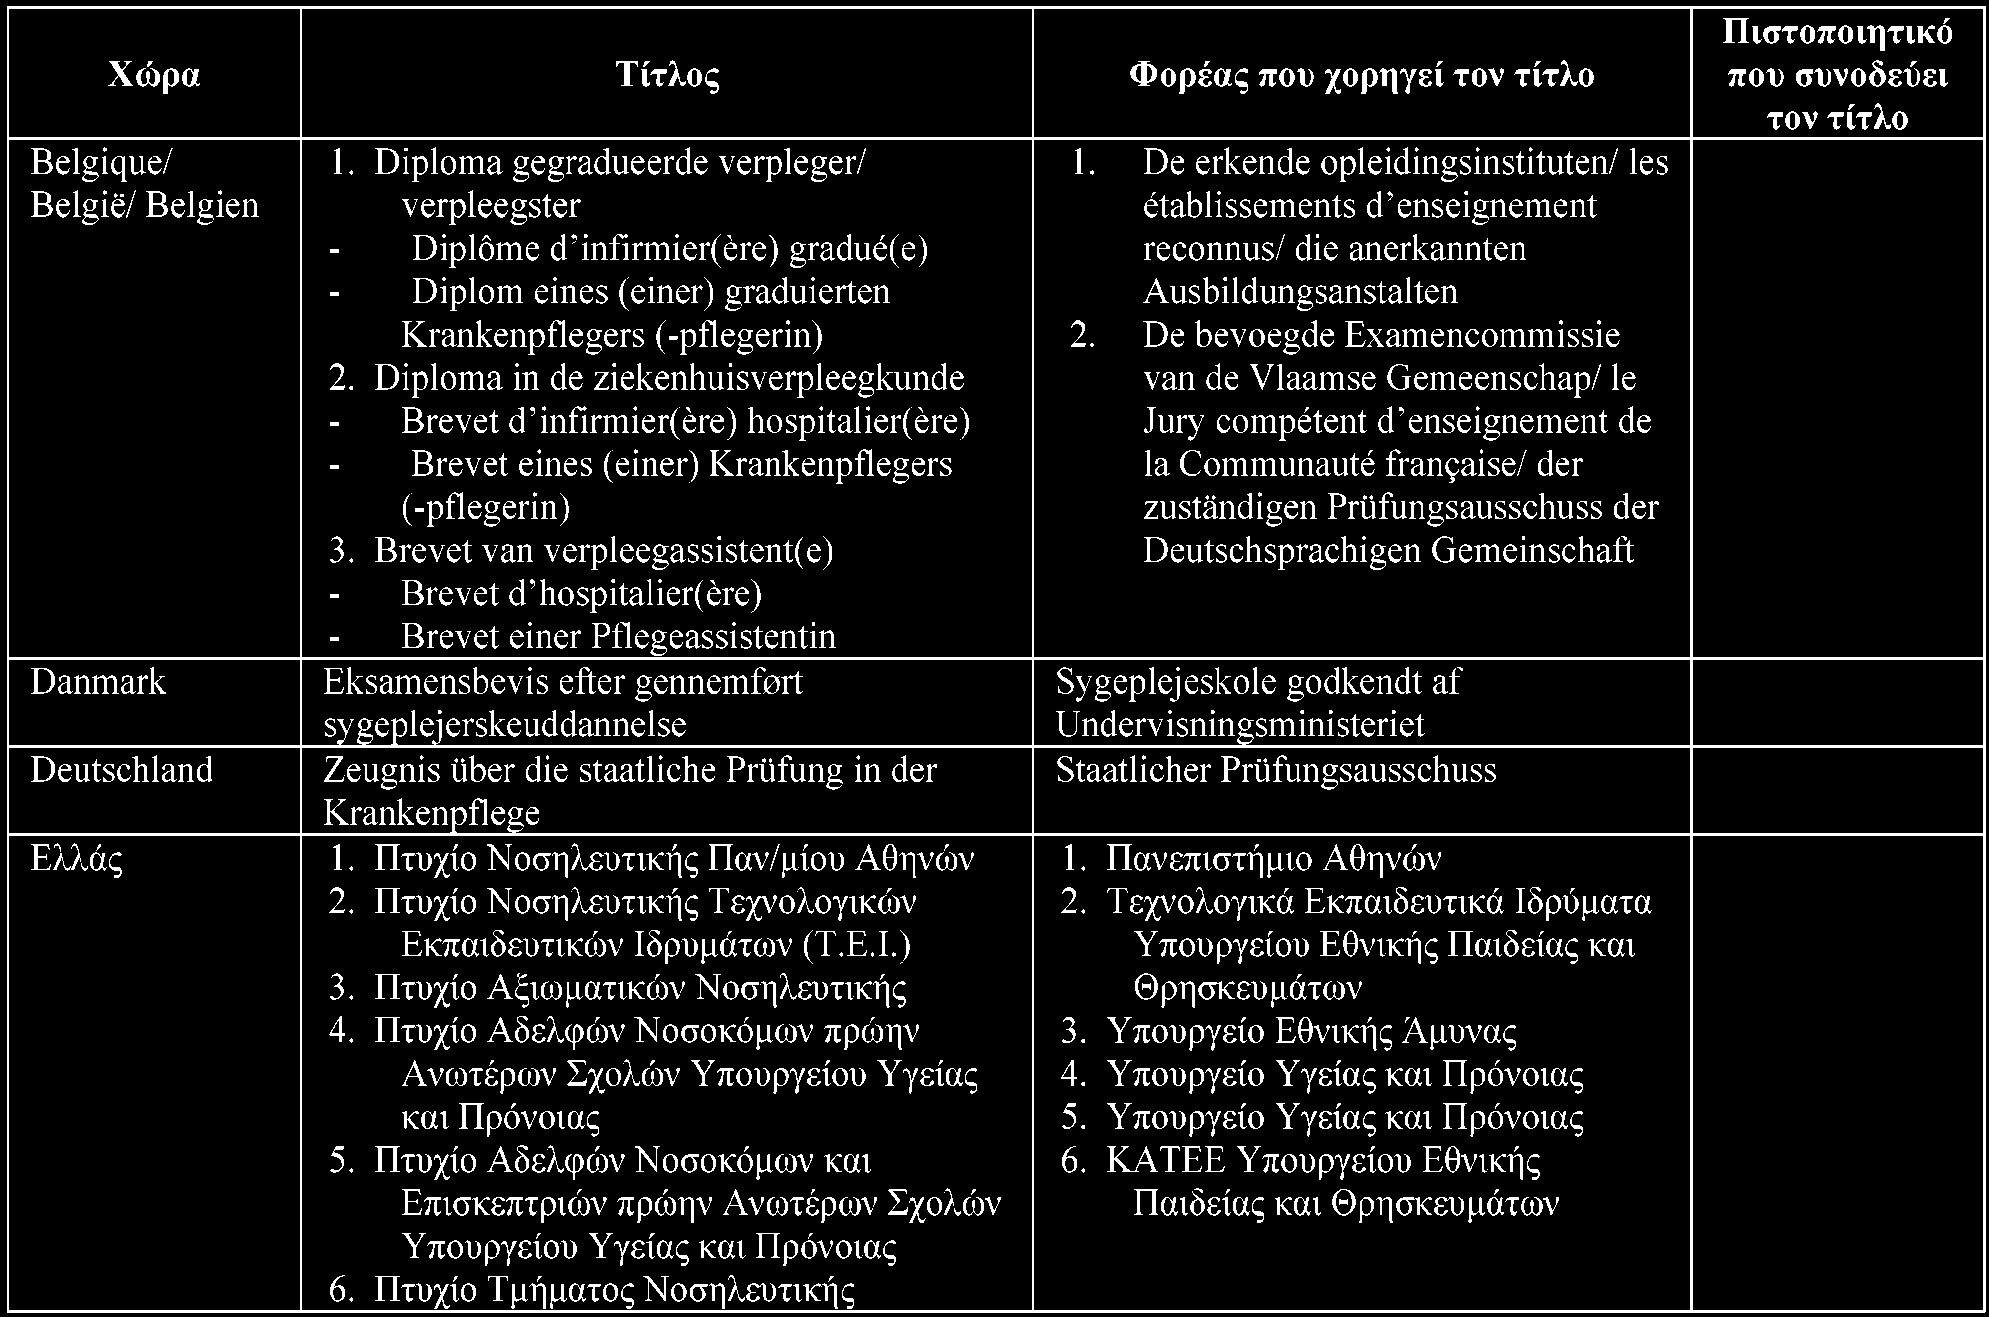 Χώρα
Τίτλος
Φορέας που χορηγεί τον τίτλο
Πιστοποιητικό
που συνοδεύει
τον τίτλο
Belgique/
België/ Belgien
1. Diploma gegradueerde verpleger/
verpleegster
- Diplôme d’infirmier(ère) gradué(e)
- Diplom eines (einer) graduierten
Krankenpflegers (-pflegerin)
2. Diploma in de ziekenhuisverpleegkunde
- Brevet d’infirmier(ère) hospitalier(ère)
- Brevet eines (einer) Krankenpflegers
(-pflegerin)
3. Brevet van verpleegassistent(e)
- Brevet d’hospitalier(ère)
- Brevet einer Pflegeassistentin
1. De erkende opleidingsinstituten/ les
établissements d’enseignement
reconnus/ die anerkannten
Ausbildungsanstalten
2. De bevoegde Examencommissie
van de Vlaamse Gemeenschap/ le
Jury compétent d’enseignement de
la Communauté française/ der
zuständigen Prüfungsausschuss der
Deutschsprachigen Gemeinschaft
Danmark
Eksamensbevis efter gennemført
sygeplejerskeuddannelse
Sygeplejeskole godkendt af
Undervisningsministeriet
Deutschland
Zeugnis über die staatliche Prüfung in der
Krankenpflege
Staatlicher Prüfungsausschuss
Ελλάς
1. Πτυχίο Νοσηλευτικής Παν/μίου Αθηνών
2. Πτυχίο Νοσηλευτικής Τεχνολογικών
Εκπαιδευτικών Ιδρυμάτων (Τ.Ε.Ι.)
3. Πτυχίο Αξιωματικών Νοσηλευτικής
4. Πτυχίο Αδελφών Νοσοκόμων πρώην
Ανωτέρων Σχολών Υπουργείου Υγείας
και Πρόνοιας
5. Πτυχίο Αδελφών Νοσοκόμων και
Επισκεπτριών πρώην Ανωτέρων Σχολών
Υπουργείου Υγείας και Πρόνοιας
6. Πτυχίο Τμήματος Νοσηλευτικής
1. Πανεπιστήμιο Αθηνών
2. Τεχνολογικά Εκπαιδευτικά Ιδρύματα
Υπουργείου Εθνικής Παιδείας και
Θρησκευμάτων
3. Υπουργείο Εθνικής Άμυνας
4. Υπουργείο Υγείας και Πρόνοιας
5. Υπουργείο Υγείας και Πρόνοιας
6. ΚΑΤΕΕ Υπουργείου Εθνικής
Παιδείας και Θρησκευμάτων